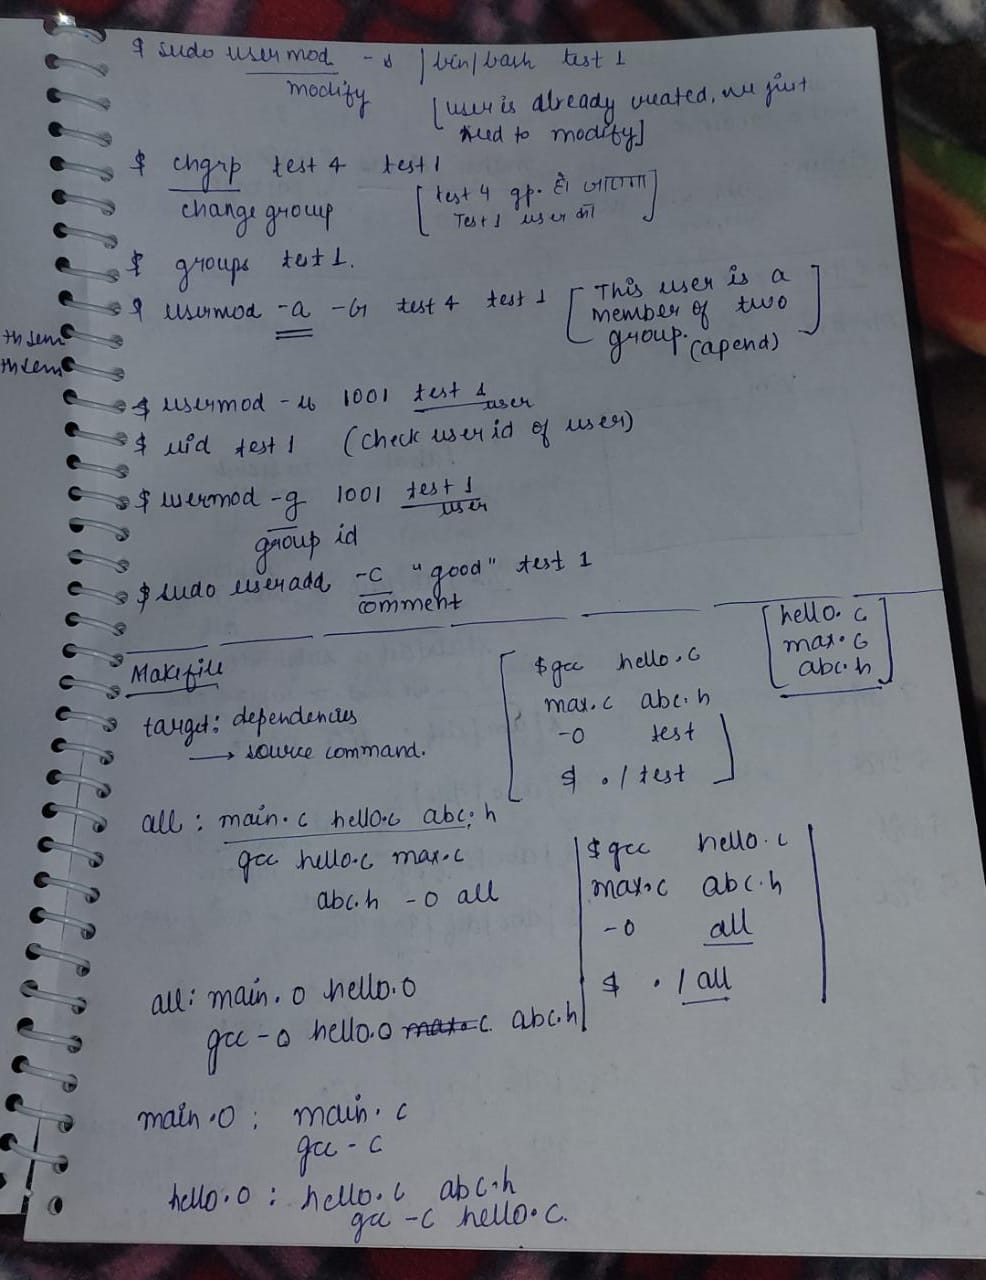 $ sudo usermod -s /bin/bash test 1
modify
[user is already created, we just
need to modify]
$ chgrp test 4 test 1
change group
[test 4 gp. हो जाएगा
Test 1 user का]
$ groups test 1.
$ usermod -a -G test 4 test 1
[This user is a
member of two
group. (apend)]
th sem
th sem
$ usermod -u 1001 test 1
user
$ uid test 1 (check user id of user)
$ usermod -g 1001 test 1
user
group id
$ sudo useradd -c "good" test 1
comment
[hello.c
max.c
abc.h]
Makefile
target: dependencies
→ source command.
[$gcc hello.c
max.c abc.h
-o test
$ ./test]
all : main.c hello.c abc.h
gcc hello.c max.c
abc.h -o all
$gcc hello.c
max.c abc.h
-o all
$ ./all
all: main.o hello.o
gcc -o hello.o max.c abc.h
main.o : main.c
gcc -c
hello.o : hello.c abc.h
gcc -c hello.c.